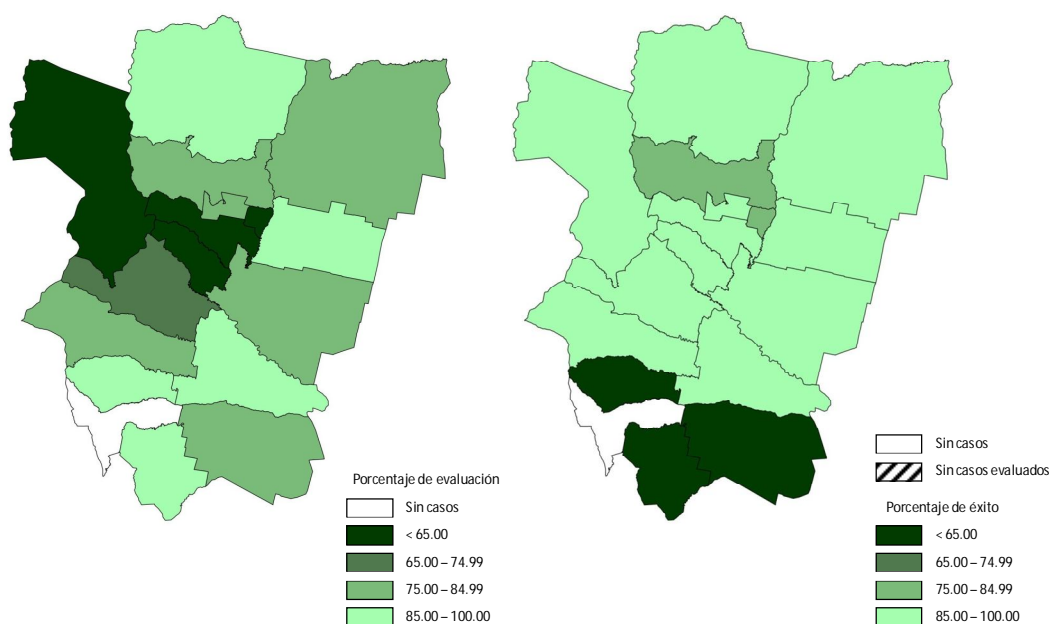 Porcentaje de evaluación
Sin casos
< 65.00
65.00 – 74.99
75.00 – 84.99
85.00 – 100.00
Sin casos
Sin casos evaluados
Porcentaje de éxito
< 65.00
65.00 – 74.99
75.00 – 84.99
85.00 – 100.00